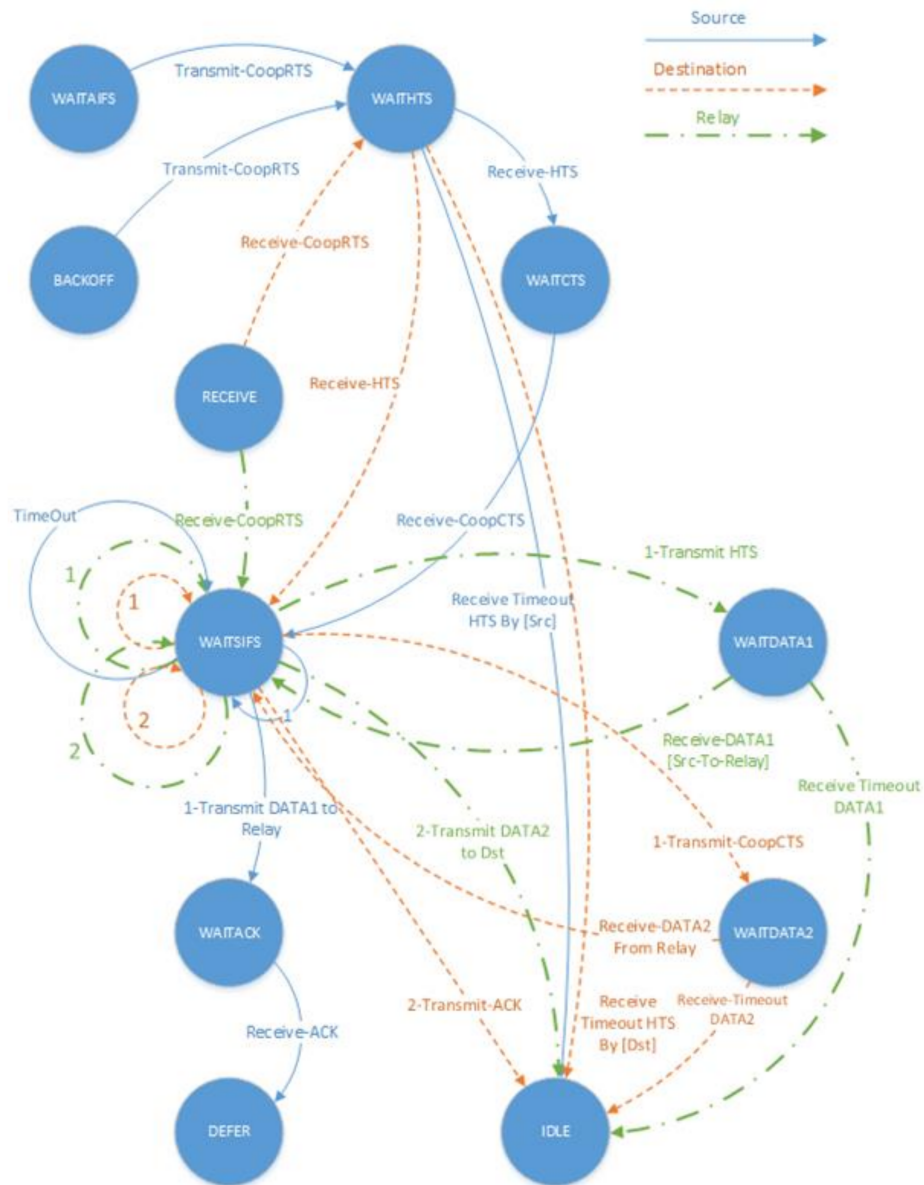 Source
Destination
Relay
WAITAIFS
Transmit-CoopRTS
WAITHTS
Transmit-CoopRTS
Receive-HTS
BACKOFF
Receive-CoopRTS
WAITCTS
RECEIVE
Receive-HTS
TimeOut
Receive-CoopRTS
Receive-CoopCTS
1
1
1-Transmit HTS
Receive Timeout
HTS By [Src]
WAITSIFS
WAITDATA1
2
2
1
Receive-DATA1
[Src-To-Relay]
Receive Timeout
DATA1
1-Transmit DATA1 to
Relay
2-Transmit DATA2
to Dst
1-Transmit-CoopCTS
WAITACK
Receive-DATA2
From Relay
WAITDATA2
2-Transmit-ACK
Receive
Timeout HTS
By [Dst]
Receive-Timeout
DATA2
Receive-ACK
DEFER
IDLE